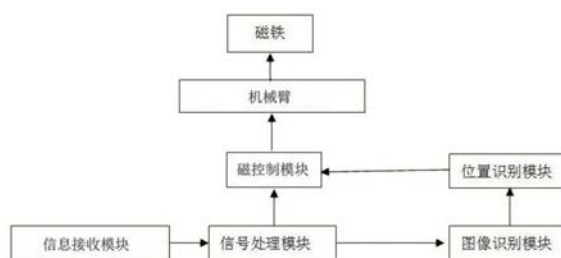 磁铁
机械臂
磁控制模块
位置识别模块
信息接收模块
信号处理模块
图像识别模块